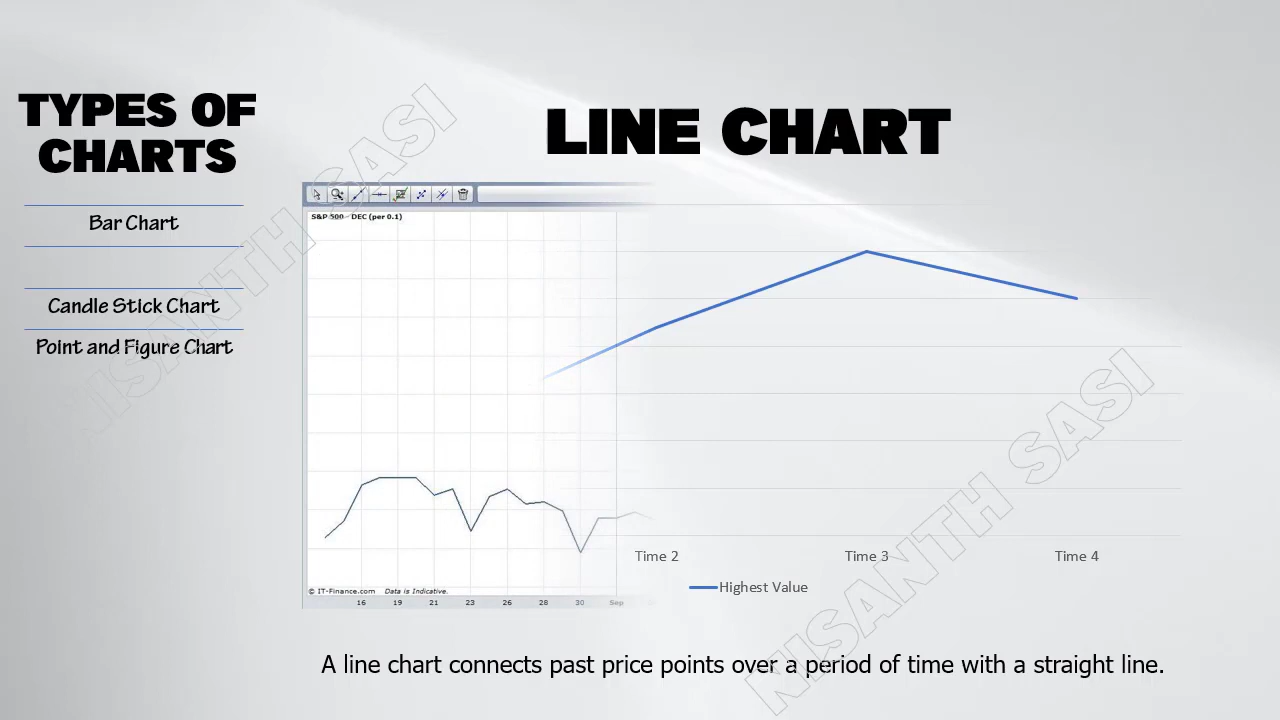 TYPES OF
CHARTS
Bar Chart
Candle Stick Chart
Point and Figure Chart
LINE CHART
S&P 500 - DEC (per 0.1)
© IT-Finance.com Data is Indicative.
16 19 21 23 26 28 30 Sep
Time 2 Time 3 Time 4
Highest Value
A line chart connects past price points over a period of time with a straight line.
NISANTH SASI
NISANTH SASI